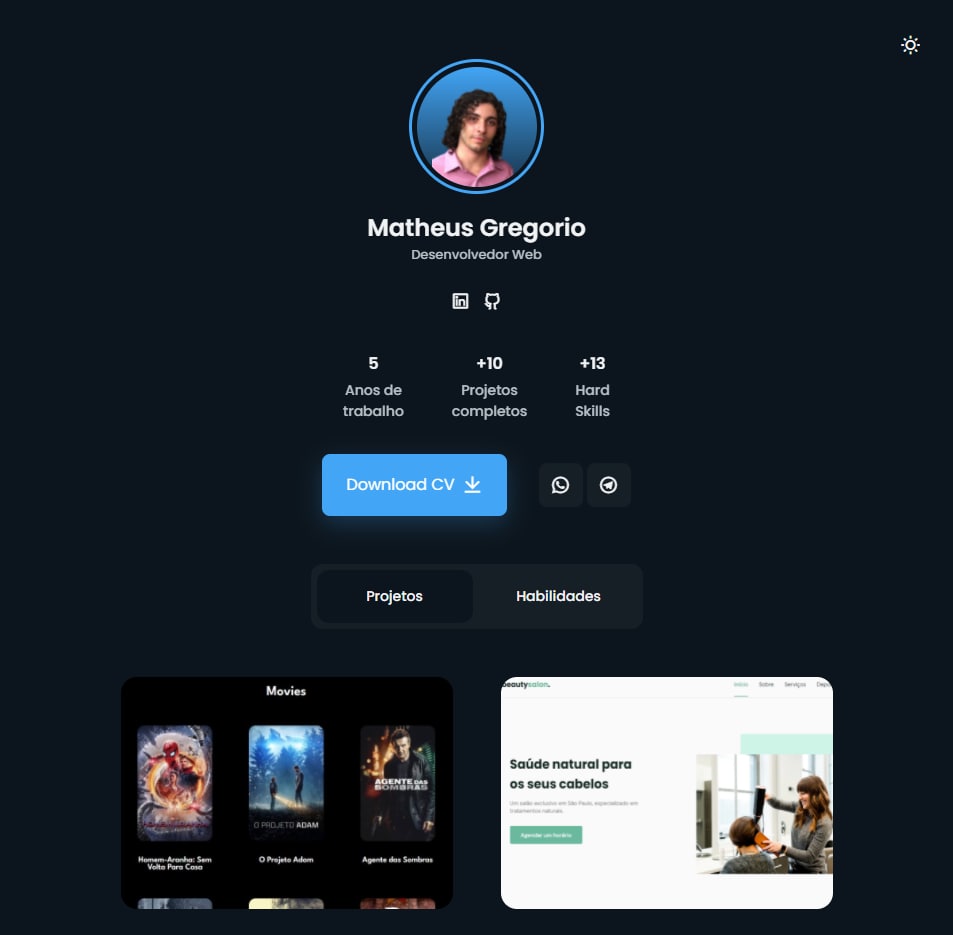 Matheus Gregorio
Desenvolvedor Web
5
Anos de
trabalho
+10
Projetos
completos
+13
Hard
Skills
Download CV
Projetos
Habilidades
Movies
AGENTE DAS
SOMBRAS
O PROJETO ADAM
Homem-Aranha: Sem
Volta Para Casa
O Projeto Adam
Agente das Sombras
beautysalon.
Início Sobre Serviços Depo
Saúde natural para
os seus cabelos
Um salão exclusivo em São Paulo, especializado em
tratamentos naturais.
Agendar um horário